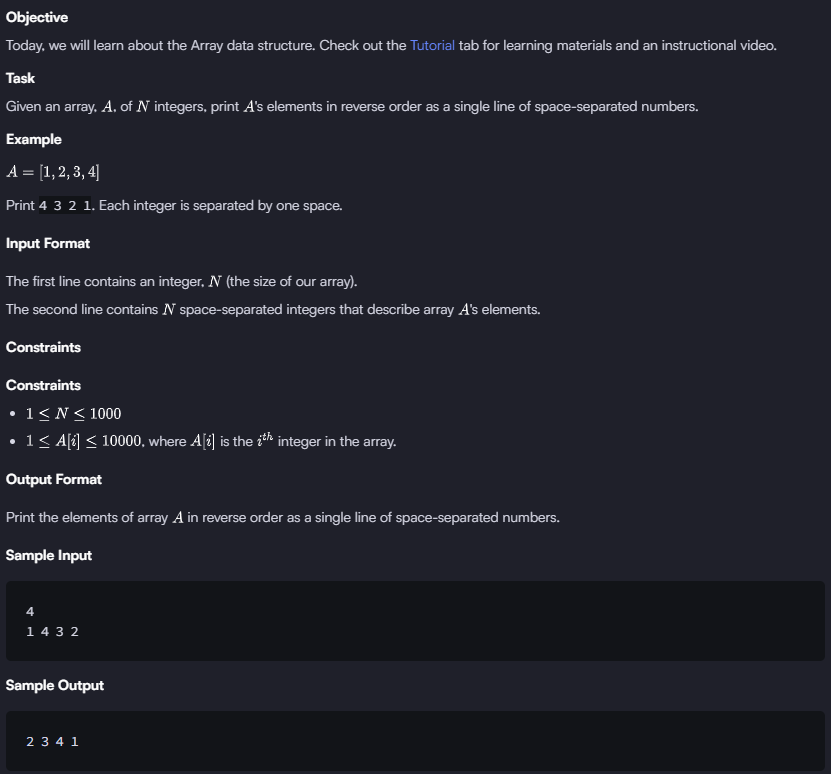 Objective
Today, we will learn about the Array data structure. Check out the Tutorial tab for learning materials and an instructional video.
Task
Given an array, A, of N integers, print A's elements in reverse order as a single line of space-separated numbers.
Example
A = [1, 2, 3, 4]
Print 4 3 2 1. Each integer is separated by one space.
Input Format
The first line contains an integer, N (the size of our array).
The second line contains N space-separated integers that describe array A's elements.
Constraints
Constraints
• 1 ≤ N ≤ 1000
• 1 ≤ A[i] ≤ 10000, where A[i] is the i^th integer in the array.
Output Format
Print the elements of array A in reverse order as a single line of space-separated numbers.
Sample Input
4
1 4 3 2
Sample Output
2 3 4 1